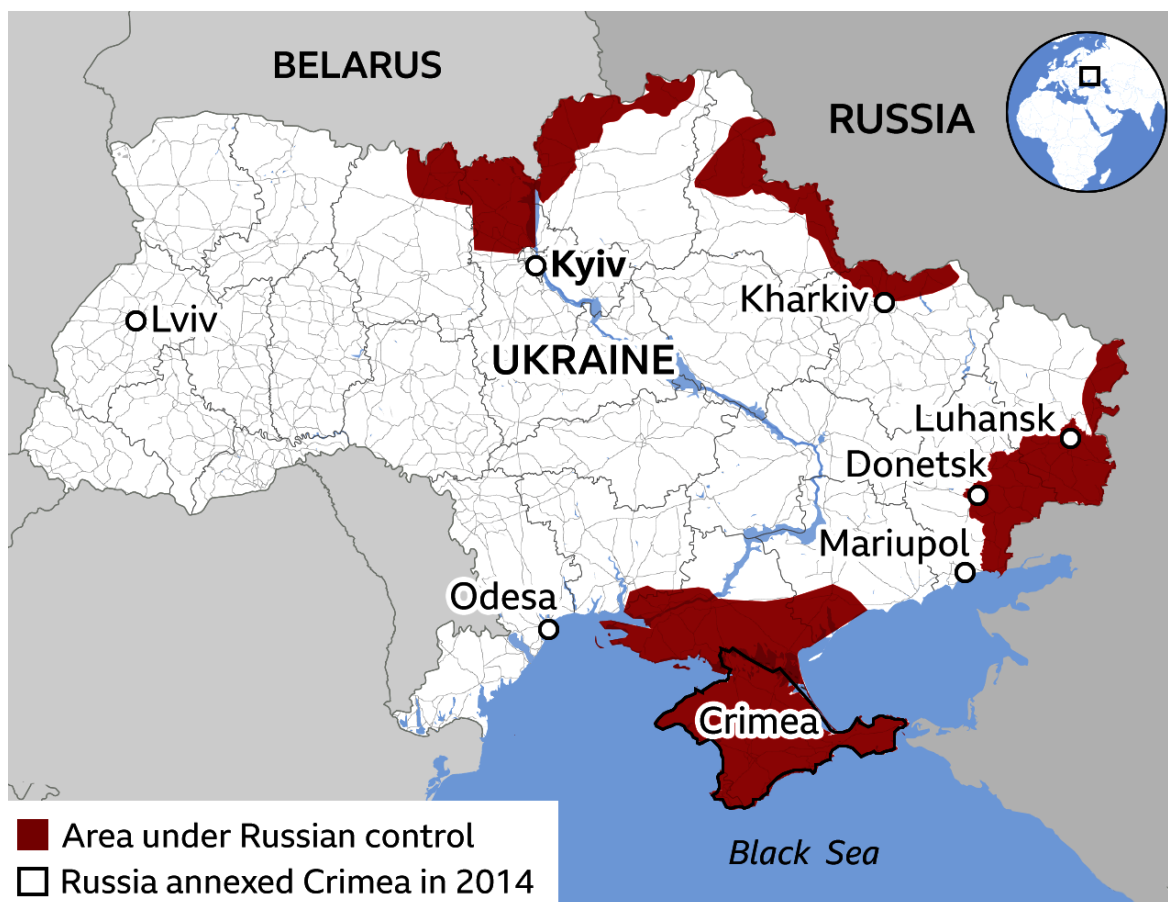 BELARUS
RUSSIA
Kyiv
Kharkiv
Lviv
UKRAINE
Luhansk
Donetsk
Mariupol
Odesa
Crimea
Black Sea
Area under Russian control
Russia annexed Crimea in 2014